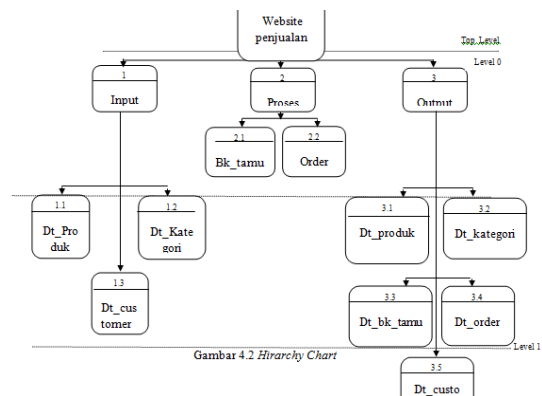 Website
penjualan
Top Level
Level 0
1
Input
2
Proses
3
Output
2.1
Bk_tamu
2.2
Order
1.1
Dt_Pro
duk
1.2
Dt_Kate
gori
3.1
Dt_produk
3.2
Dt_kategori
1.3
Dt_cus
tomer
3.3
Dt_bk_tamu
3.4
Dt_order
Level 1
Gambar 4.2 Hirarchy Chart
3.5
Dt_custo